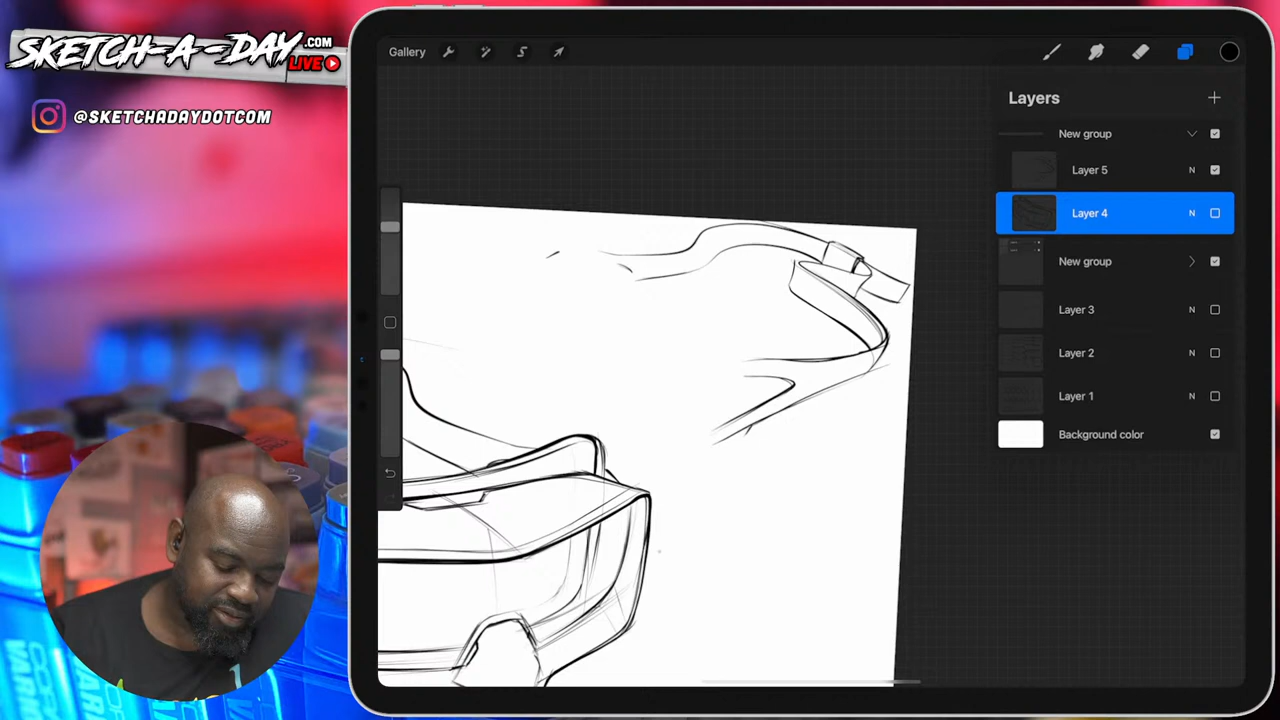 SKETCH-A-DAY.COM
LIVE
@SKETCHADAYDOTCOM
Gallery
Layers
New group
Layer 5 N
Layer 4 N
New group
Layer 3 N
Layer 2 N
Layer 1 N
Background color